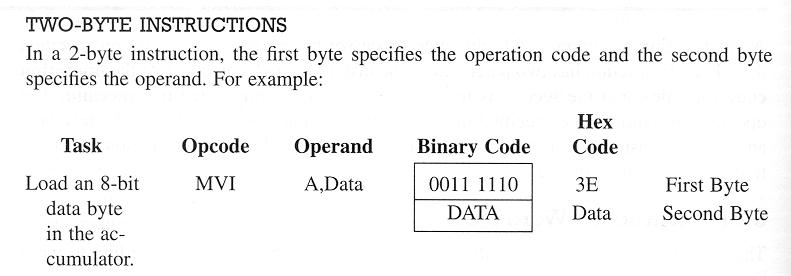 TWO-BYTE INSTRUCTIONS
In a 2-byte instruction, the first byte specifies the operation code and the second byte
specifies the operand. For example:
Hex
Task Opcode Operand Binary Code Code
Load an 8-bit MVI A,Data 0011 1110 3E First Byte
data byte DATA Data Second Byte
in the ac-
cumulator.